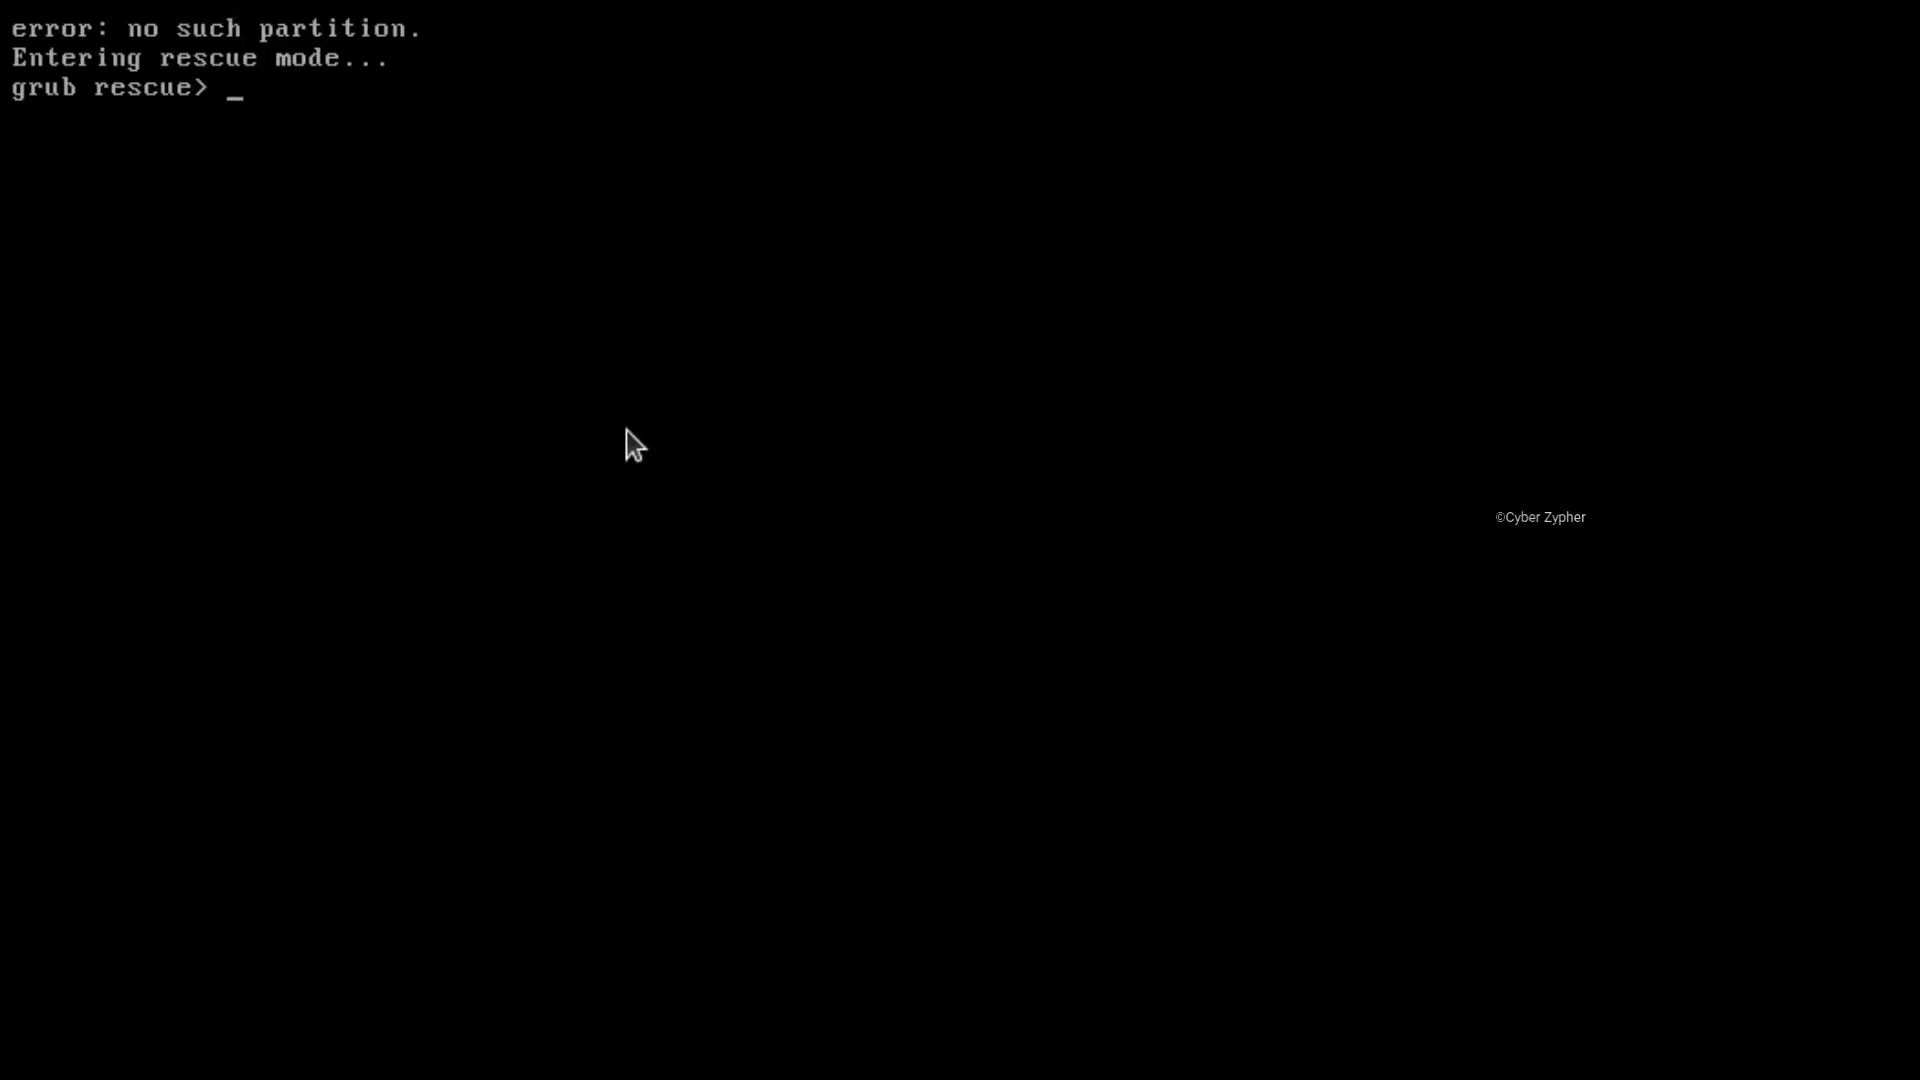 error: no such partition.
Entering rescue mode...
grub rescue> _
©Cyber Zypher